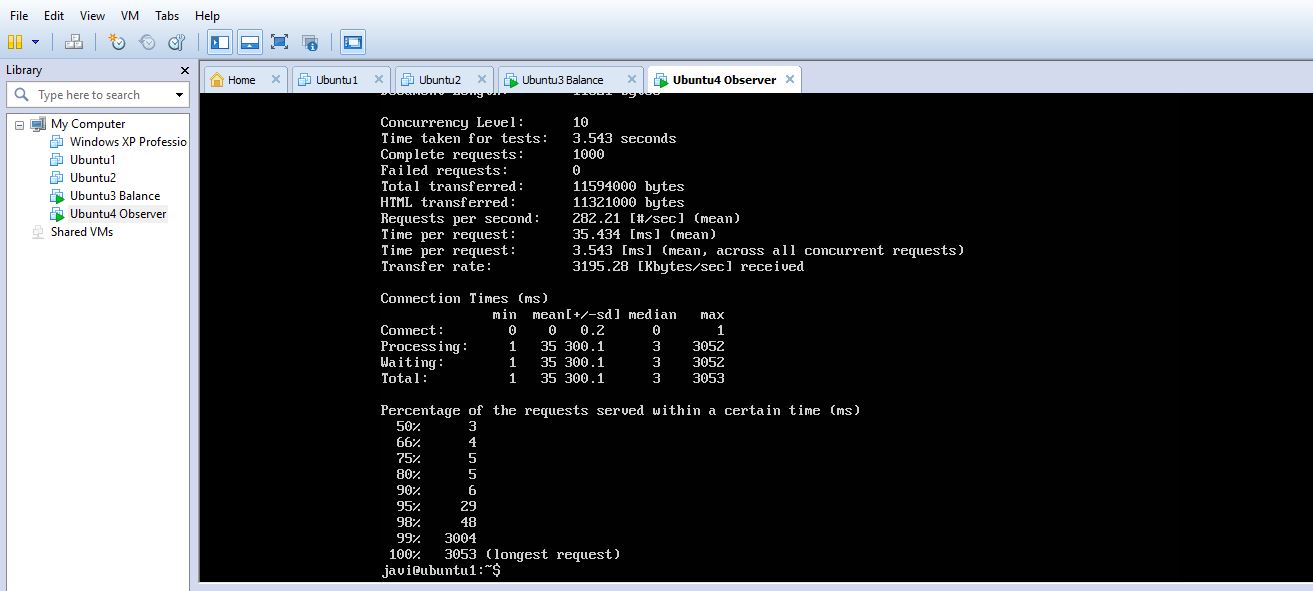 File Edit View VM Tabs Help
Library
Type here to search
Home Ubuntu1 Ubuntu2 Ubuntu3 Balance Ubuntu4 Observer
My Computer
Windows XP Professio
Ubuntu1
Ubuntu2
Ubuntu3 Balance
Ubuntu4 Observer
Shared VMs
Concurrency Level: 10
Time taken for tests: 3.543 seconds
Complete requests: 1000
Failed requests: 0
Total transferred: 11594000 bytes
HTML transferred: 11321000 bytes
Requests per second: 282.21 [#/sec] (mean)
Time per request: 35.434 [ms] (mean)
Time per request: 3.543 [ms] (mean, across all concurrent requests)
Transfer rate: 3195.28 [Kbytes/sec] received
Connection Times (ms)
min mean[+/-sd] median max
Connect: 0 0 0.2 0 1
Processing: 1 35 300.1 3 3052
Waiting: 1 35 300.1 3 3052
Total: 1 35 300.1 3 3053
Percentage of the requests served within a certain time (ms)
50% 3
66% 4
75% 5
80% 5
90% 6
95% 29
98% 48
99% 3004
100% 3053 (longest request)
javi@ubuntu1:~$